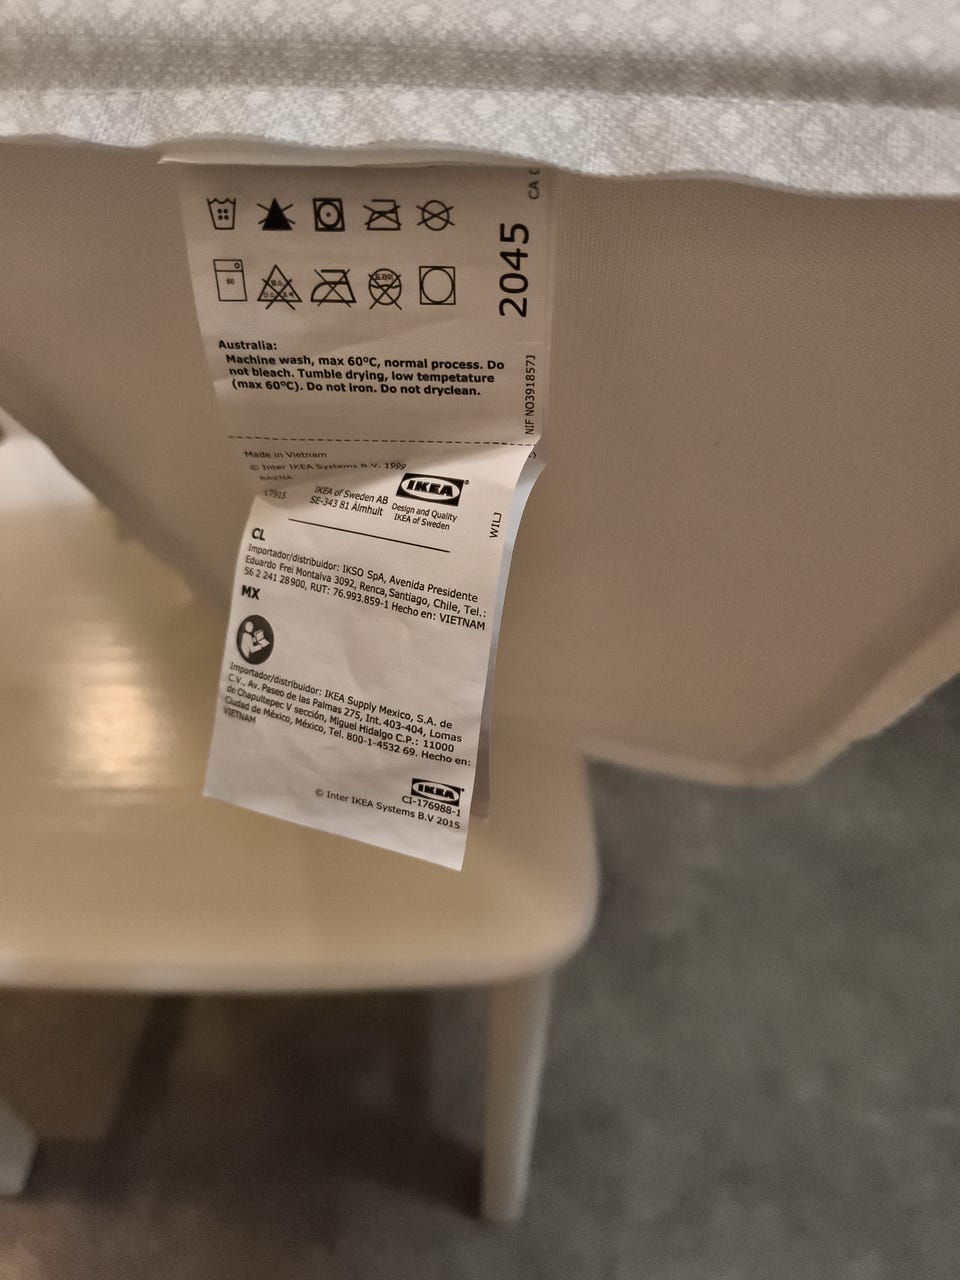 60
2045
CA
Australia:
Machine wash, max 60ºC, normal process. Do
not bleach. Tumble drying, low tempetature
(max 60ºC). Do not iron. Do not dryclean.
NIF NO391857J
Made in Vietnam
© Inter IKEA Systems B.V. 1999
17915
IKEA of Sweden AB
SE-343 81 Älmhult
IKEA®
Design and Quality
IKEA of Sweden
WILJ
CL
Importador/distribuidor: IKSO SpA, Avenida Presidente
Eduardo Frei Montalva 3092, Renca, Santiago, Chile, Tel.:
56 2 241 28900, RUT: 76.993.859-1 Hecho en: VIETNAM
MX
Importador/distribuidor: IKEA Supply Mexico, S.A. de
C.V., Av. Paseo de las Palmas 275, Int. 403-404, Lomas
de Chapultepec V sección, Miguel Hidalgo C.P.: 11000
Ciudad de México, México, Tel. 800-1-4532 69. Hecho en:
VIETNAM
IKEA®
CI-176988-1
© Inter IKEA Systems B.V 2015